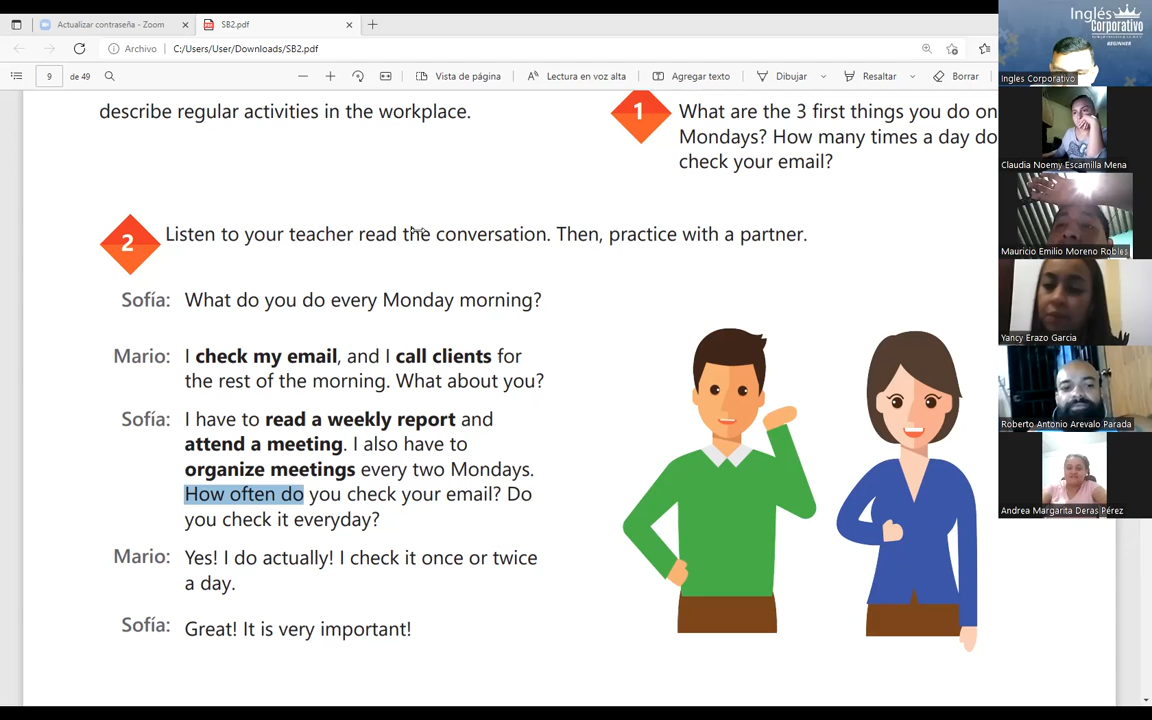 Actualizar contraseña - Zoom
SB2.pdf
Archivo
C:/Users/User/Downloads/SB2.pdf
9 de 49
Vista de página
Lectura en voz alta
Agregar texto
Dibujar
Resaltar
Borrar
describe regular activities in the workplace.
1
What are the 3 first things you do on
Mondays? How many times a day do
check your email?
2
Listen to your teacher read the conversation. Then, practice with a partner.
Sofía: What do you do every Monday morning?
Mario: I check my email, and I call clients for
the rest of the morning. What about you?
Sofía: I have to read a weekly report and
attend a meeting. I also have to
organize meetings every two Mondays.
How often do you check your email? Do
you check it everyday?
Mario: Yes! I do actually! I check it once or twice
a day.
Sofía: Great! It is very important!
Inglés
Corporativo
BEGINNER
Ingles Corporativo
Claudia Noemy Escamilla Mena
Mauricio Emilio Moreno Robles
Yancy Erazo Garcia
Roberto Antonio Arevalo Parada
Andrea Margarita Deras Pérez